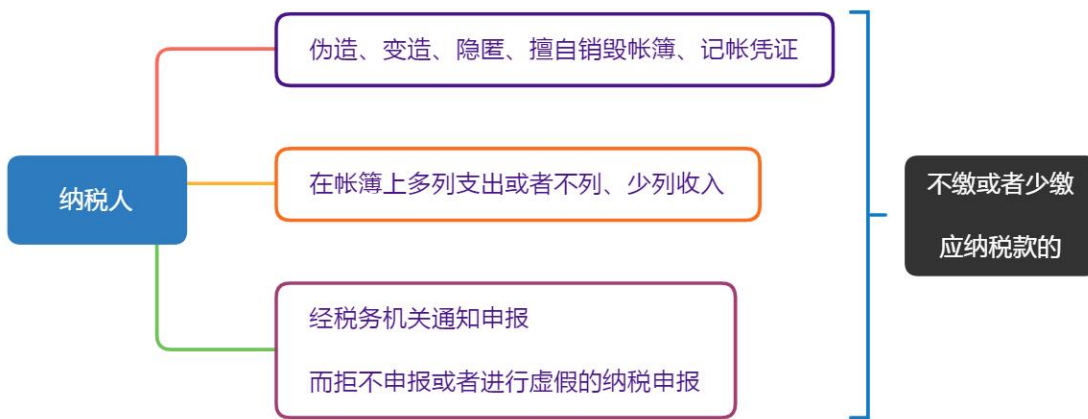 伪造、变造、隐匿、擅自销毁帐簿、记帐凭证
纳税人
在帐簿上多列支出或者不列、少列收入
不缴或者少缴
应纳税款的
经税务机关通知申报
而拒不申报或者进行虚假的纳税申报